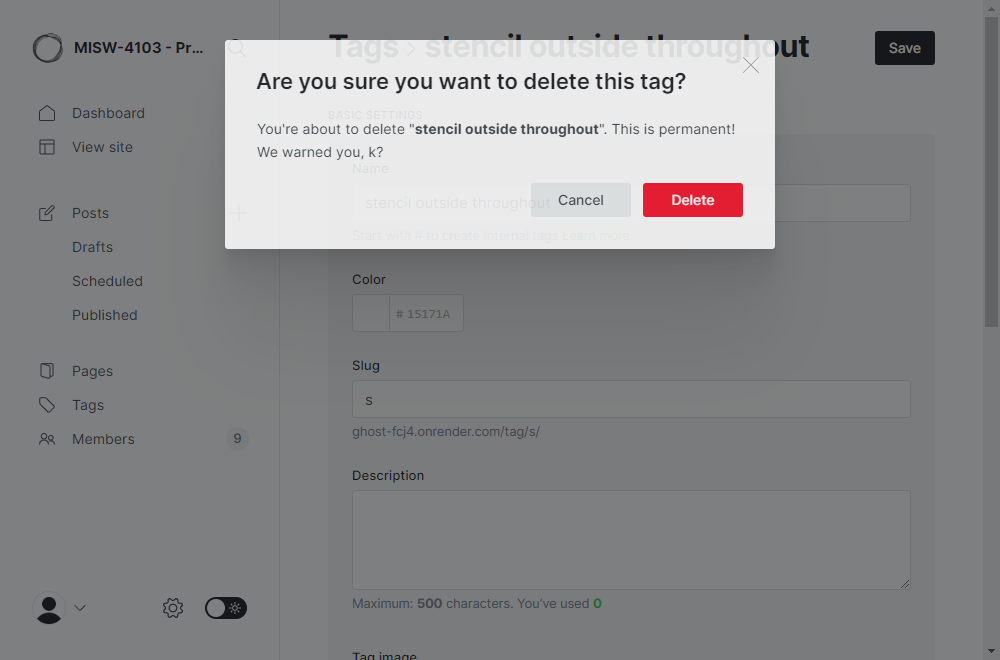 MISW-4103 - Pr...
Tags > stencil outside throughout
Save
Are you sure you want to delete this tag?
BASIC SETTINGS
You're about to delete "stencil outside throughout". This is permanent!
We warned you, k?
Name
Cancel
Delete
stencil outside throughout
Start with # to create internal tags Learn more
Dashboard
View site
Posts
Drafts
Scheduled
Published
Pages
Tags
Members
9
Color
# 15171A
Slug
s
ghost-fcj4.onrender.com/tag/s/
Description
Maximum: 500 characters. You've used 0
Tag image